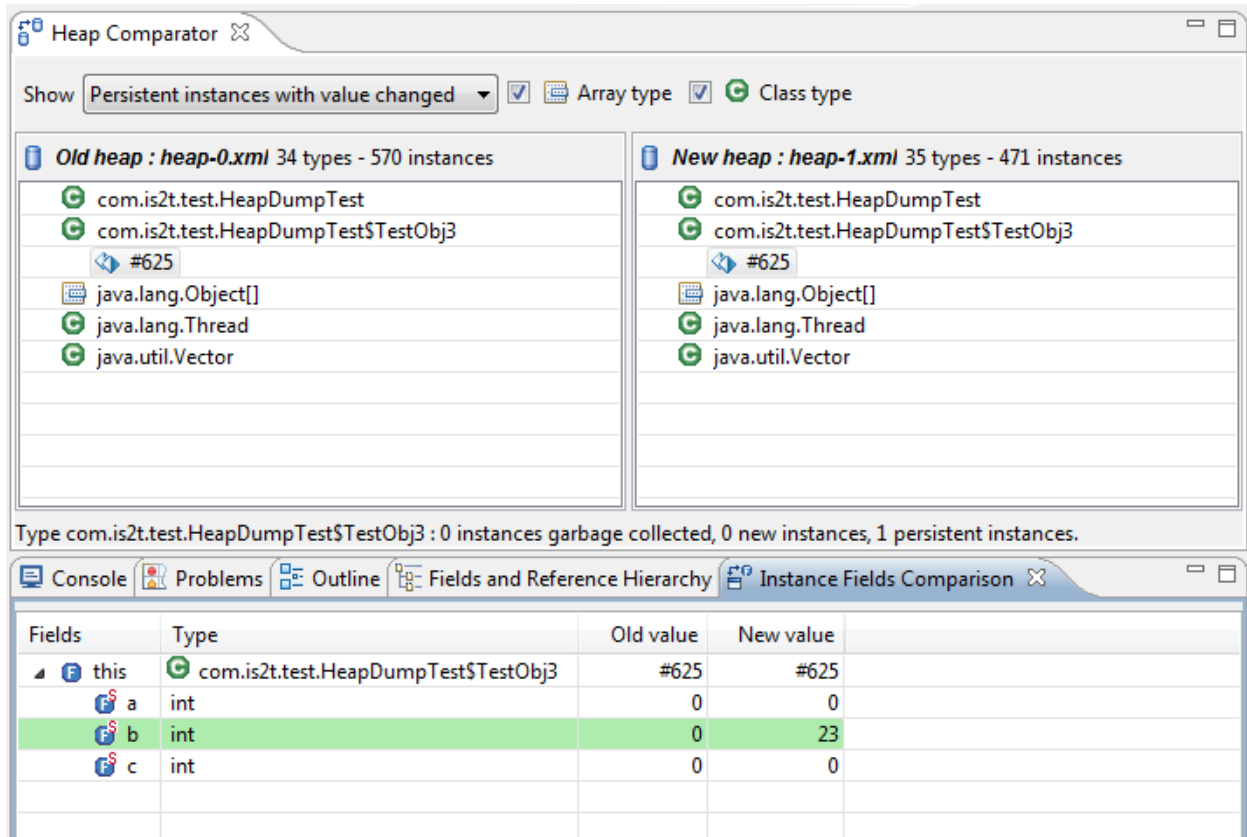 Heap Comparator
Show Persistent instances with value changed Array type Class type
Old heap : heap-0.xml 34 types - 570 instances
com.is2t.test.HeapDumpTest
com.is2t.test.HeapDumpTest$TestObj3
#625
java.lang.Object[]
java.lang.Thread
java.util.Vector
New heap : heap-1.xml 35 types - 471 instances
com.is2t.test.HeapDumpTest
com.is2t.test.HeapDumpTest$TestObj3
#625
java.lang.Object[]
java.lang.Thread
java.util.Vector
Type com.is2t.test.HeapDumpTest$TestObj3 : 0 instances garbage collected, 0 new instances, 1 persistent instances.
Console Problems Outline Fields and Reference Hierarchy Instance Fields Comparison
Fields Type Old value New value
this com.is2t.test.HeapDumpTest$TestObj3 #625 #625
a int 0 0
b int 0 23
c int 0 0